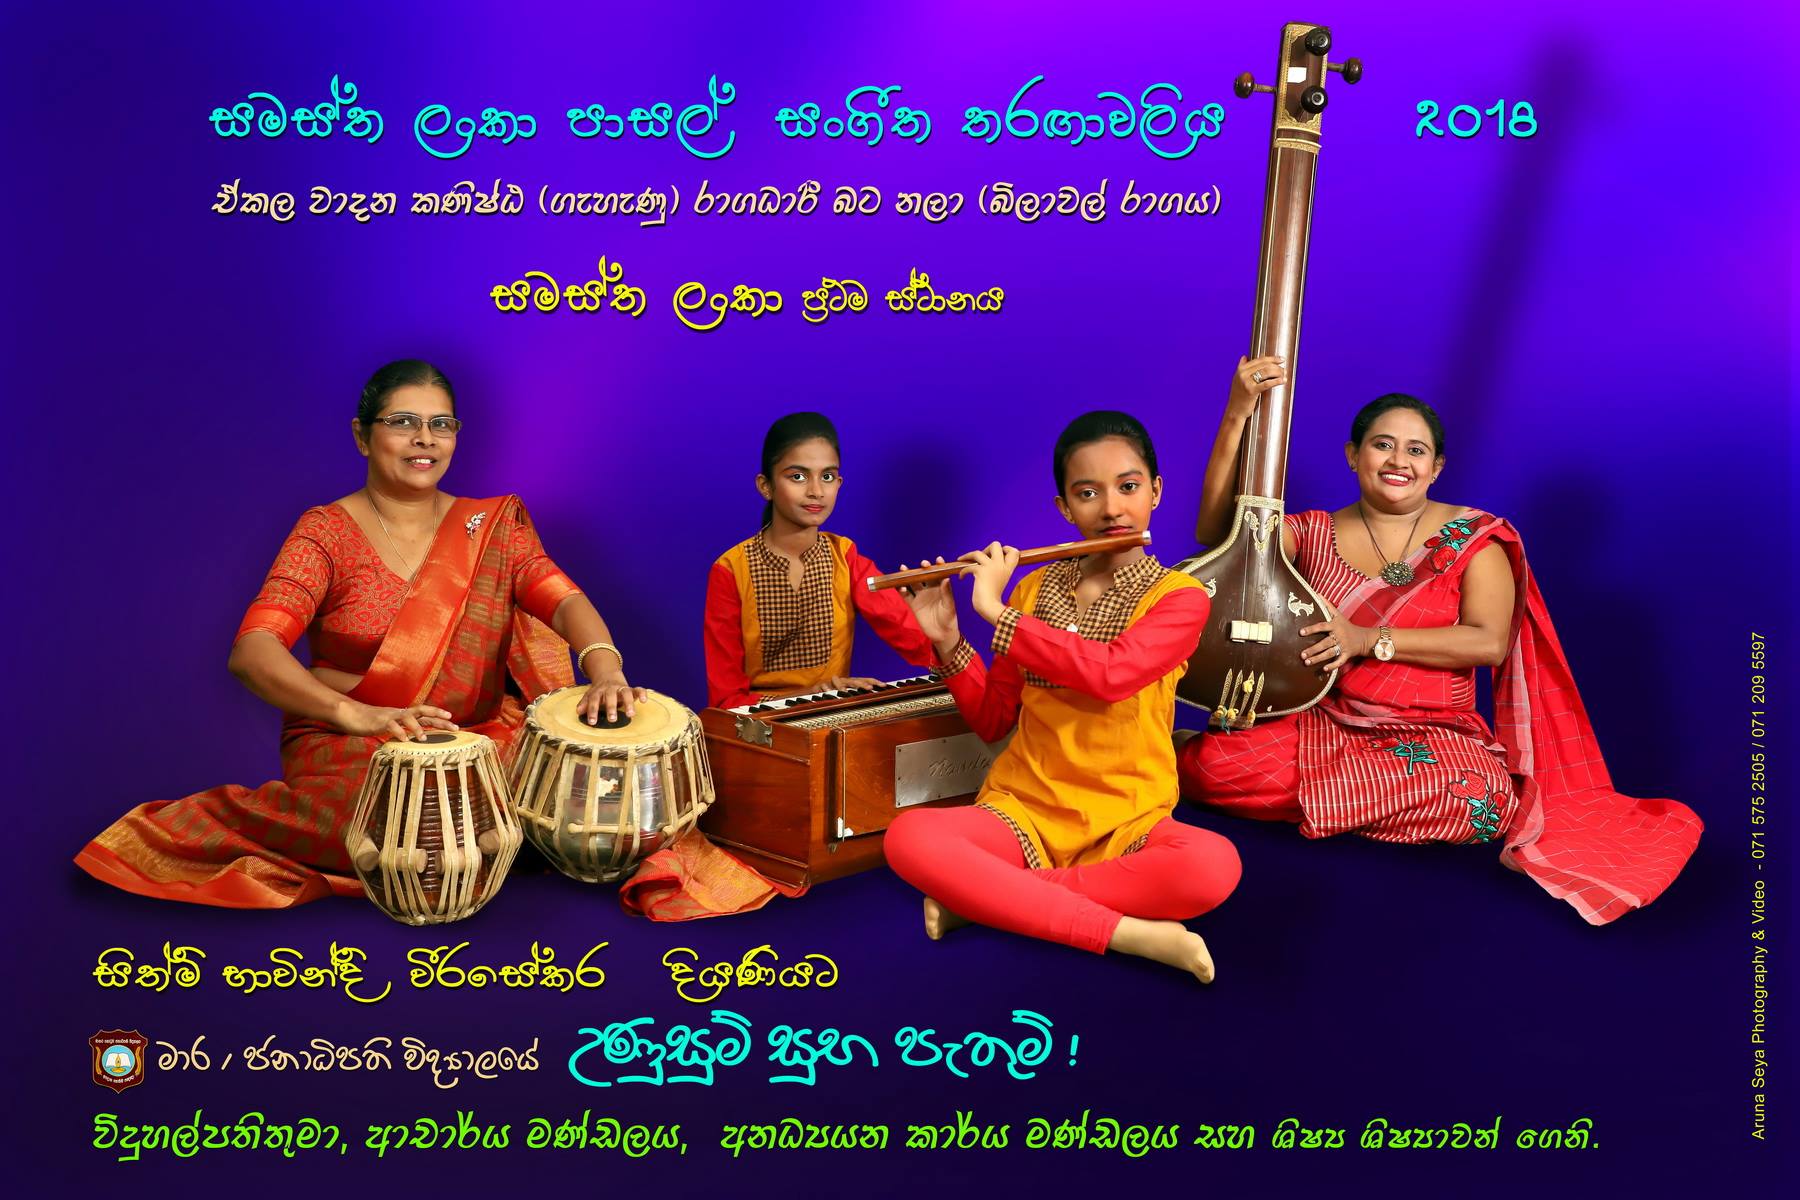 සමස්ත ලංකා පාසල් සංගීත තරඟාවලිය 2018
ඒකල වාදන කණිෂ්ඨ (ගැහැණු) රාගධාරී බට නලා (බිලාවල් රාගය)
සමස්ත ලංකා ප්‍රථම ස්ථානය
සිත්මි භාවින්දි වීරසේකර දියණියට
මාර / ජනාධිපති විද්‍යාලයේ උණුසුම් සුභ පැතුම් !
විදුහල්පතිතුමා, ආචාර්ය මණ්ඩලය, අනධ්‍යයන කාර්ය මණ්ඩලය සහ ශිෂ්‍ය ශිෂ්‍යාවන් ගෙනි.
Aruna Seya Photography & Video - 071 575 2505 / 071 209 5597